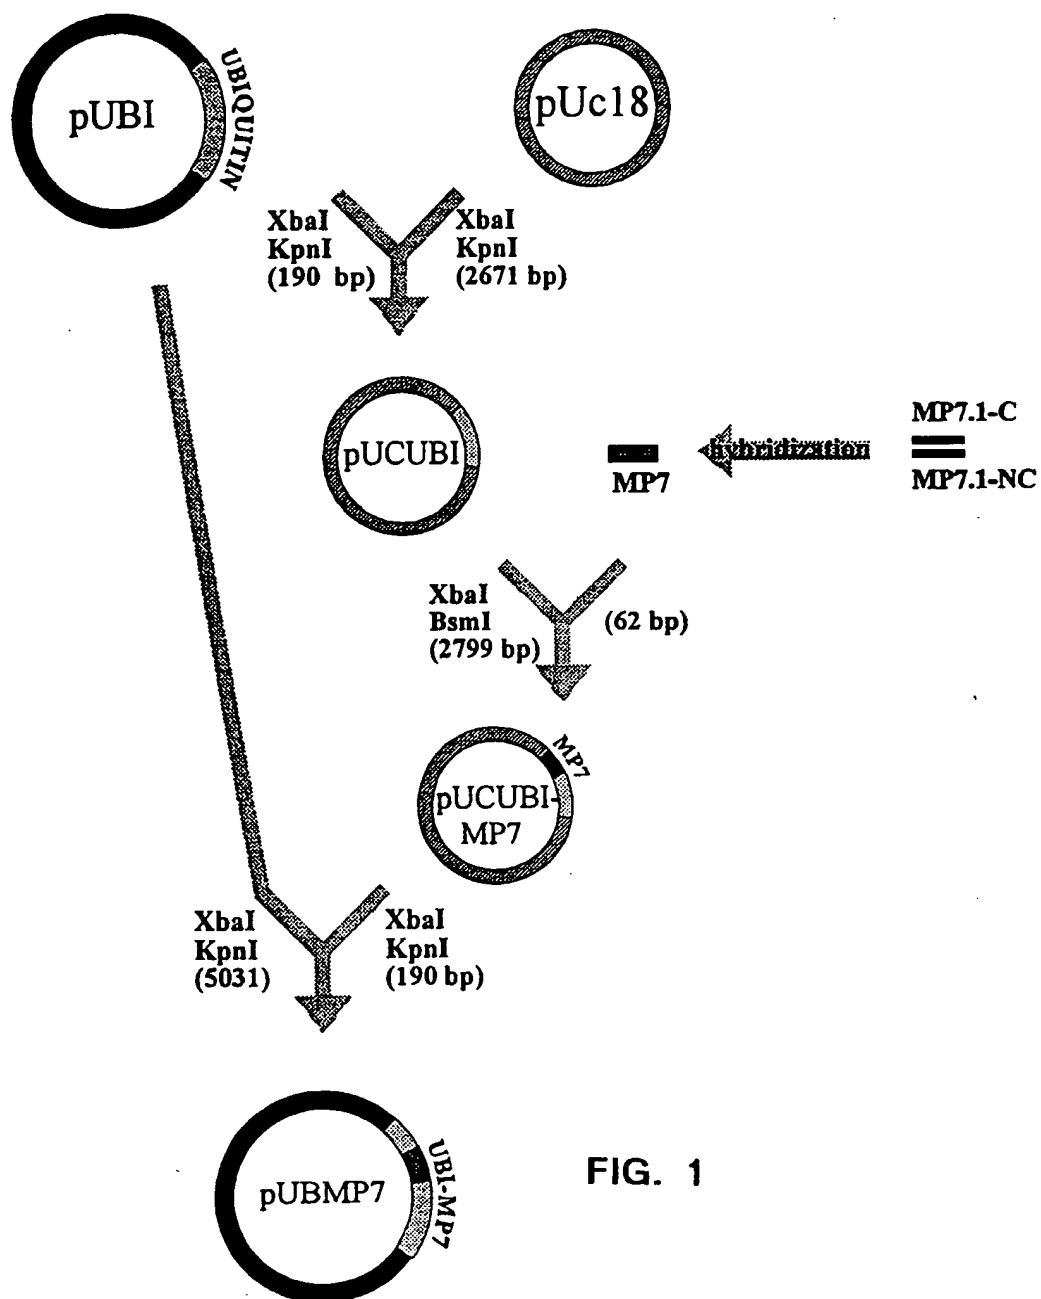 pUBI
UBIQUITIN
pUc18
XbaI
KpnI
(190 bp)
XbaI
KpnI
(2671 bp)
pUCUBI
MP7
hybridization
MP7.1-C
MP7.1-NC
XbaI
BsmI
(2799 bp)
(62 bp)
MP7
pUCUBI-
MP7
XbaI
KpnI
(5031)
XbaI
KpnI
(190 bp)
pUBMP7
UBI-MP7
FIG. 1